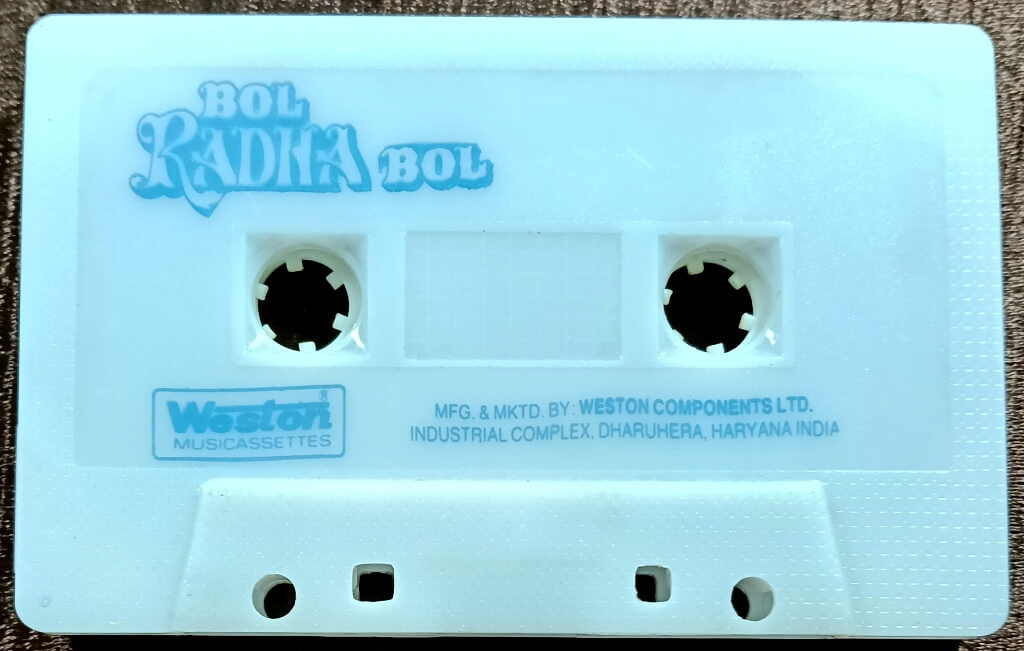 BOL
RADHA BOL
Weston®
MUSICASSETTES
MFG. & MKTD. BY: WESTON COMPONENTS LTD.
INDUSTRIAL COMPLEX, DHARUHERA, HARYANA INDIA